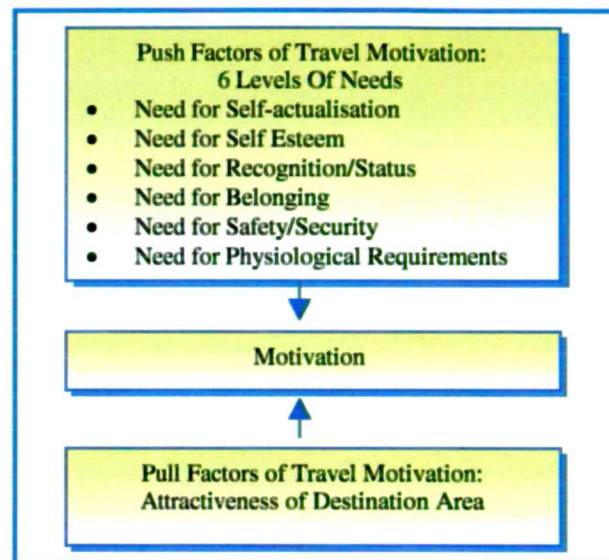 Push Factors of Travel Motivation:
6 Levels Of Needs
• Need for Self-actualisation
• Need for Self Esteem
• Need for Recognition/Status
• Need for Belonging
• Need for Safety/Security
• Need for Physiological Requirements
Motivation
Pull Factors of Travel Motivation:
Attractiveness of Destination Area